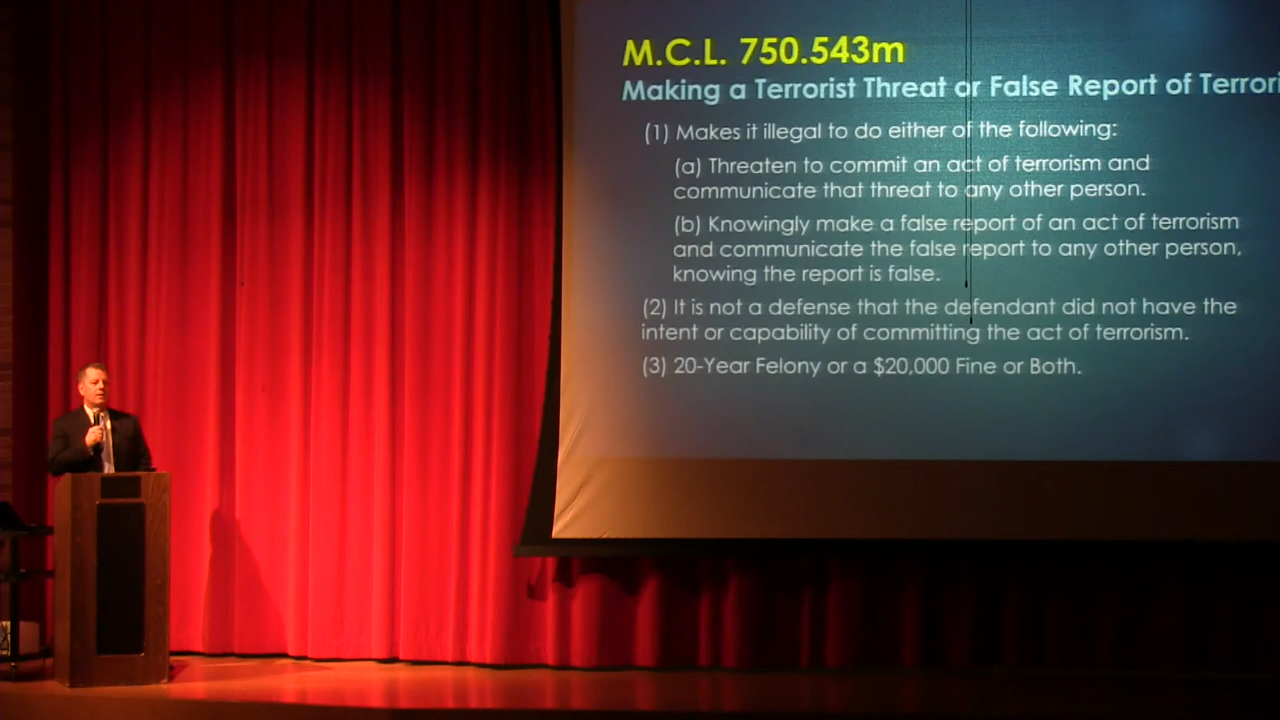 M.C.L. 750.543m
Making a Terrorist Threat or False Report of Terrori
(1) Makes it illegal to do either of the following:
(a) Threaten to commit an act of terrorism and
communicate that threat to any other person.
(b) Knowingly make a false report of an act of terrorism
and communicate the false report to any other person,
knowing the report is false.
(2) It is not a defense that the defendant did not have the
intent or capability of committing the act of terrorism.
(3) 20-Year Felony or a $20,000 Fine or Both.